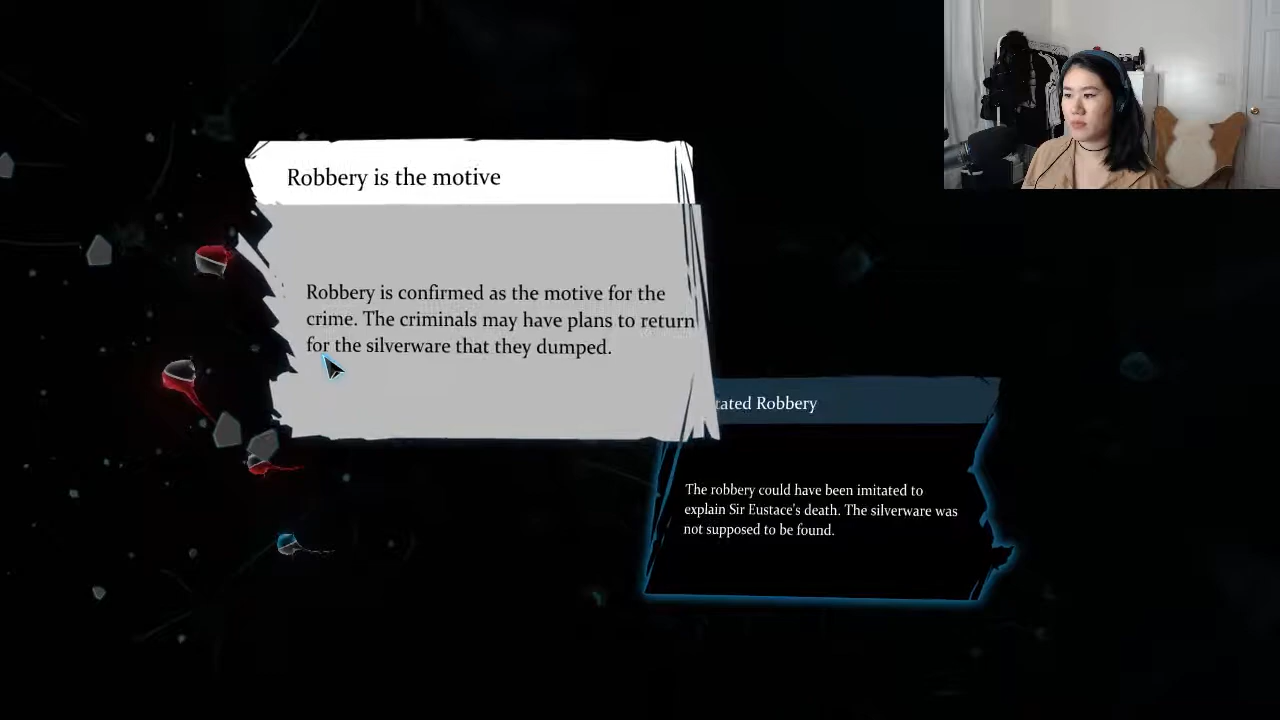 Robbery is the motive
Robbery is confirmed as the motive for the
crime. The criminals may have plans to return
for the silverware that they dumped.
tated Robbery
The robbery could have been imitated to
explain Sir Eustace's death. The silverware was
not supposed to be found.